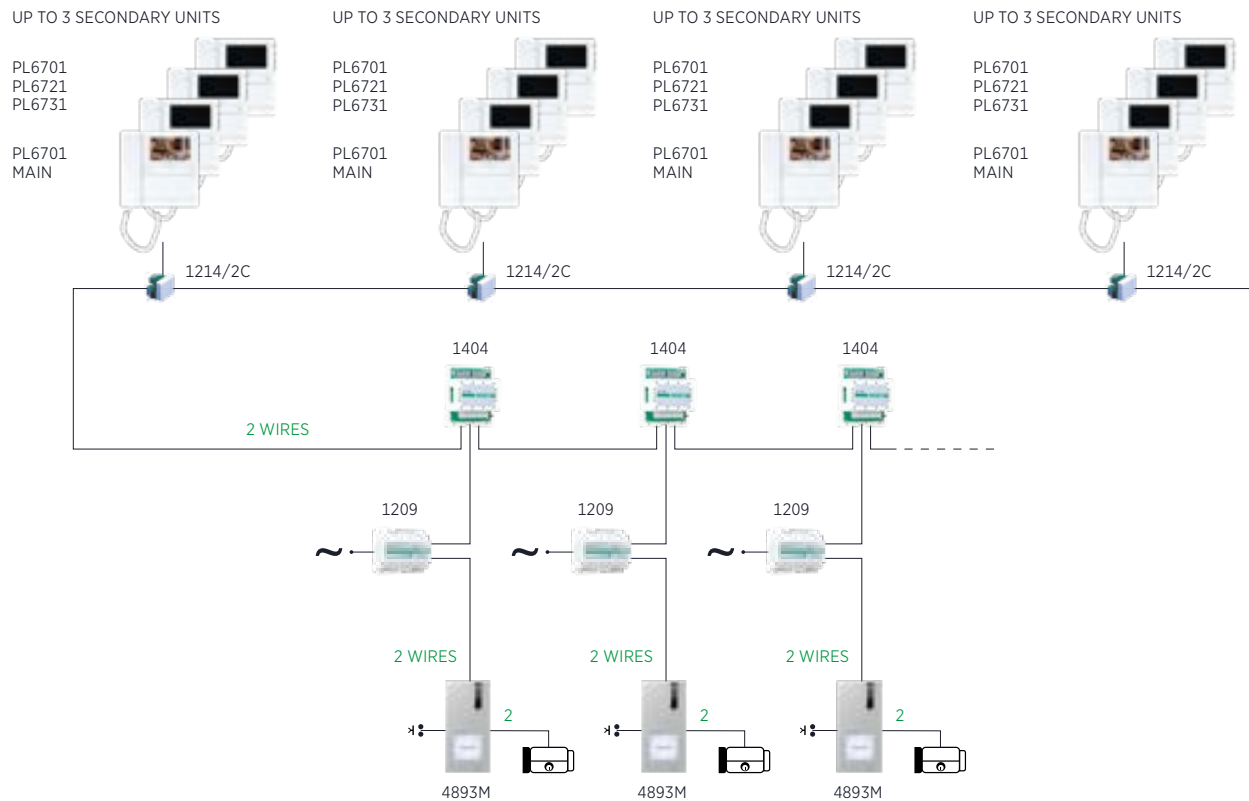 UP TO 3 SECONDARY UNITS
UP TO 3 SECONDARY UNITS
UP TO 3 SECONDARY UNITS
UP TO 3 SECONDARY UNITS
PL6701
PL6721
PL6731
PL6701
MAIN
PL6701
PL6721
PL6731
PL6701
MAIN
PL6701
PL6721
PL6731
PL6701
MAIN
PL6701
PL6721
PL6731
PL6701
MAIN
1214/2C
1214/2C
1214/2C
1214/2C
1404
1404
1404
2 WIRES
1209
1209
1209
~
~
~
2 WIRES
2 WIRES
2 WIRES
2
2
2
4893M
4893M
4893M